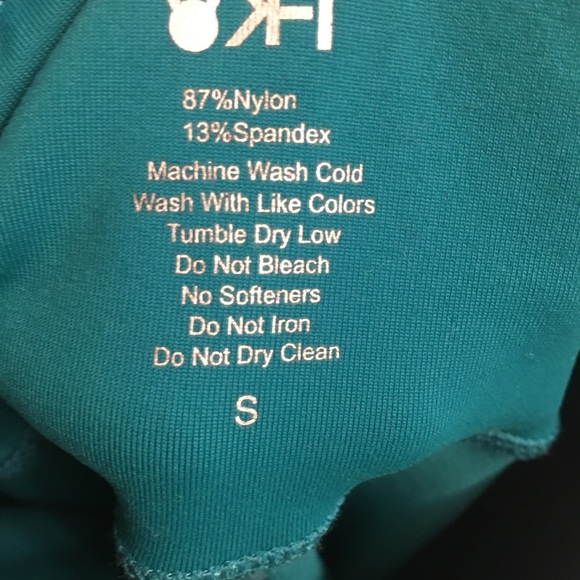 87%Nylon
13%Spandex
Machine Wash Cold
Wash With Like Colors
Tumble Dry Low
Do Not Bleach
No Softeners
Do Not Iron
Do Not Dry Clean
S